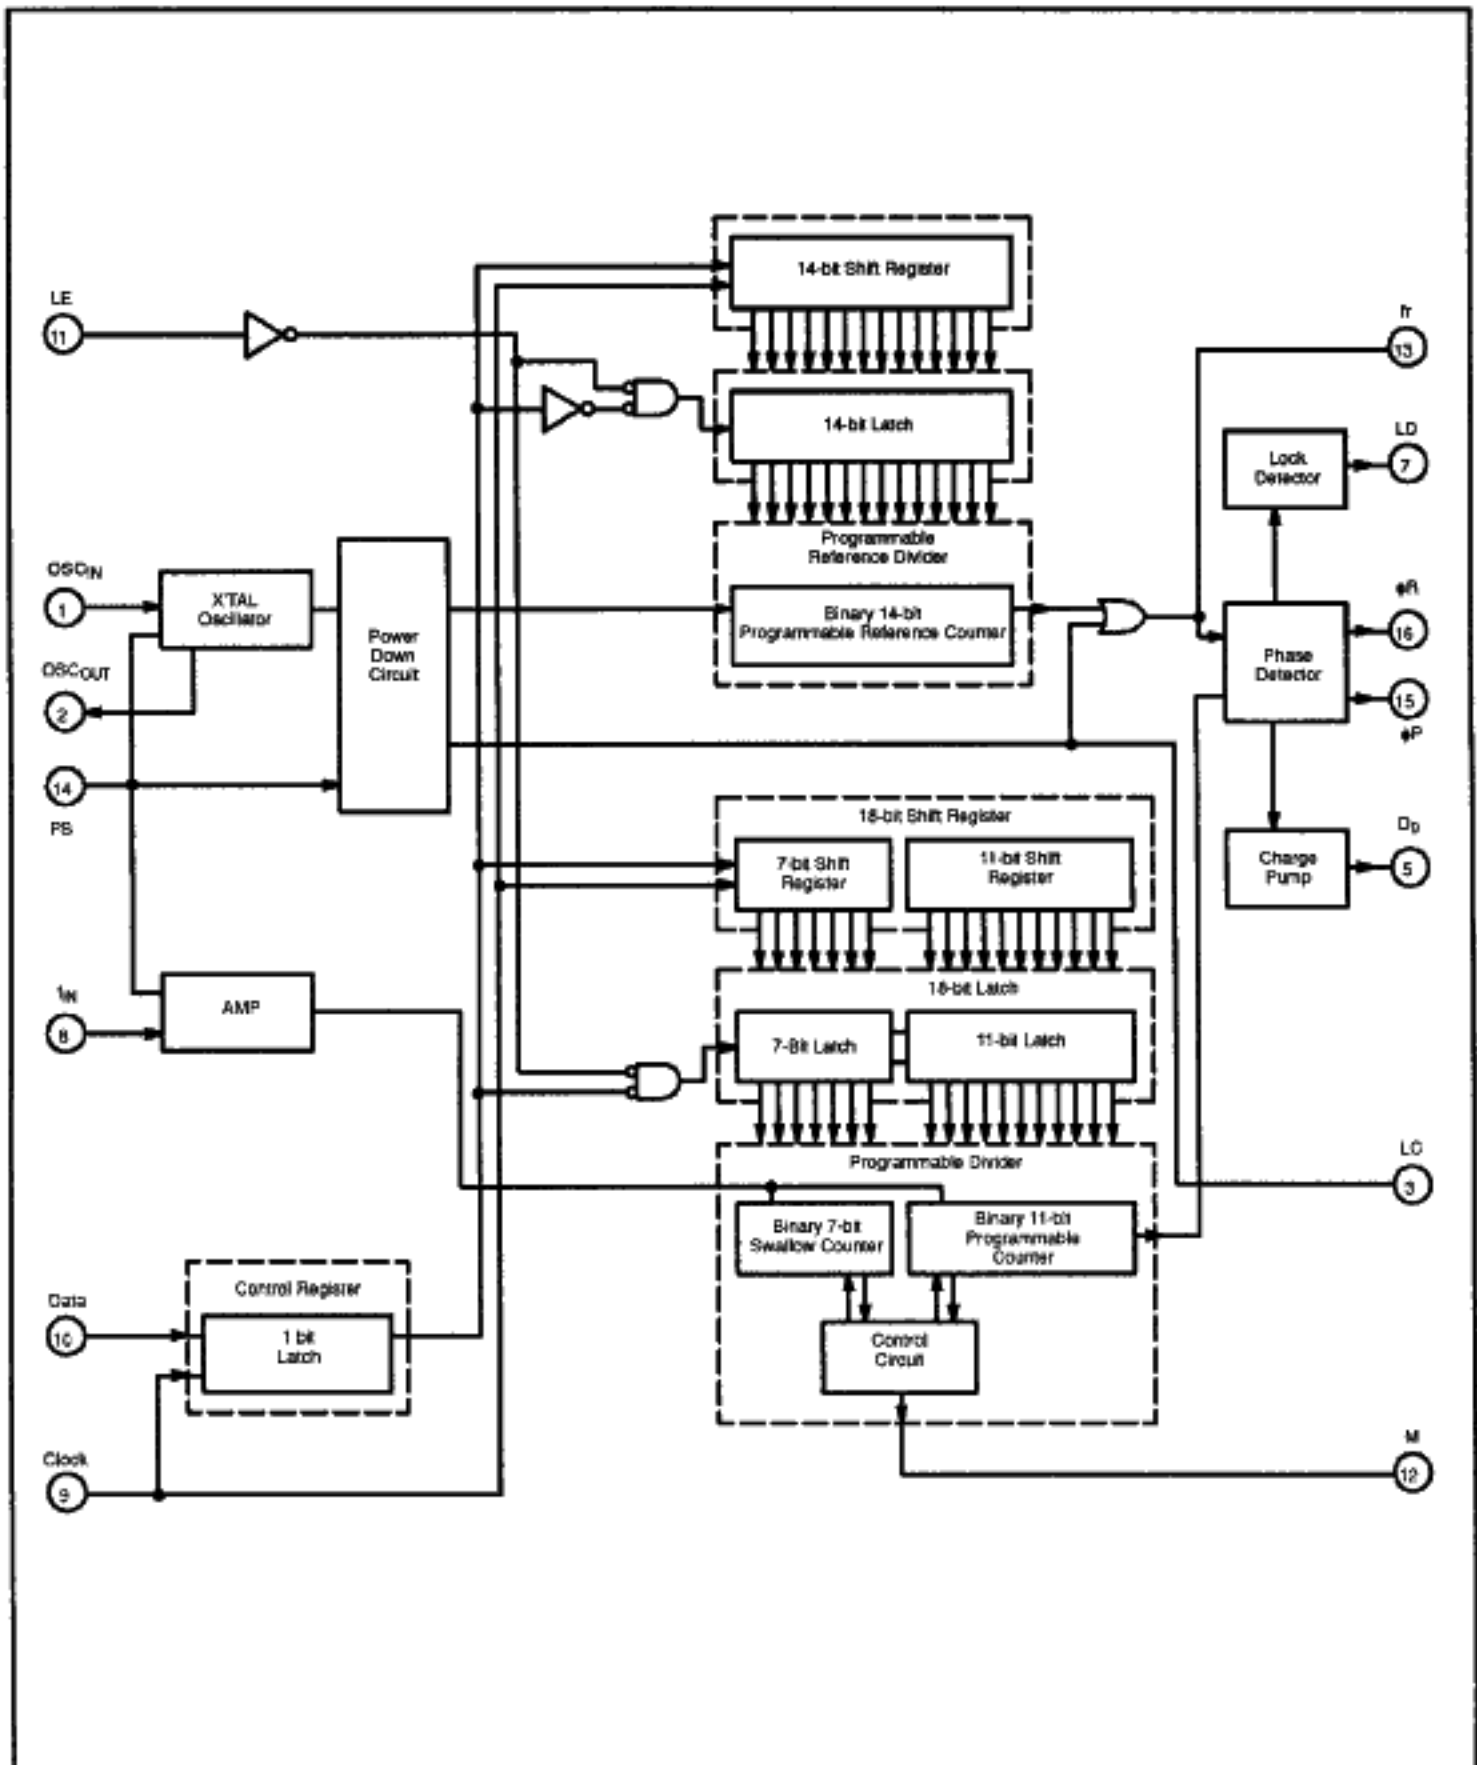 14-bit Shift Register
LE
11
fr
13
14-bit Latch
LD
7
Lock
Detector
Programmable
Reference Divider
OSCIN
1
X'TAL
Oscillator
Power
Down
Circuit
Binary 14-bit
Programmable Reference Counter
ϕR
16
Phase
Detector
OSCOUT
2
15
ϕP
14
PS
18-bit Shift Register
7-bit Shift
Register
11-bit Shift
Register
Charge
Pump
DO
5
18-bit Latch
fIN
8
AMP
7-Bit Latch
11-bit Latch
Programmable Divider
LC
3
Binary 7-bit
Swallow Counter
Binary 11-bit
Programmable
Counter
Control Register
Data
10
1 bit
Latch
Control
Circuit
Clock
9
M
12